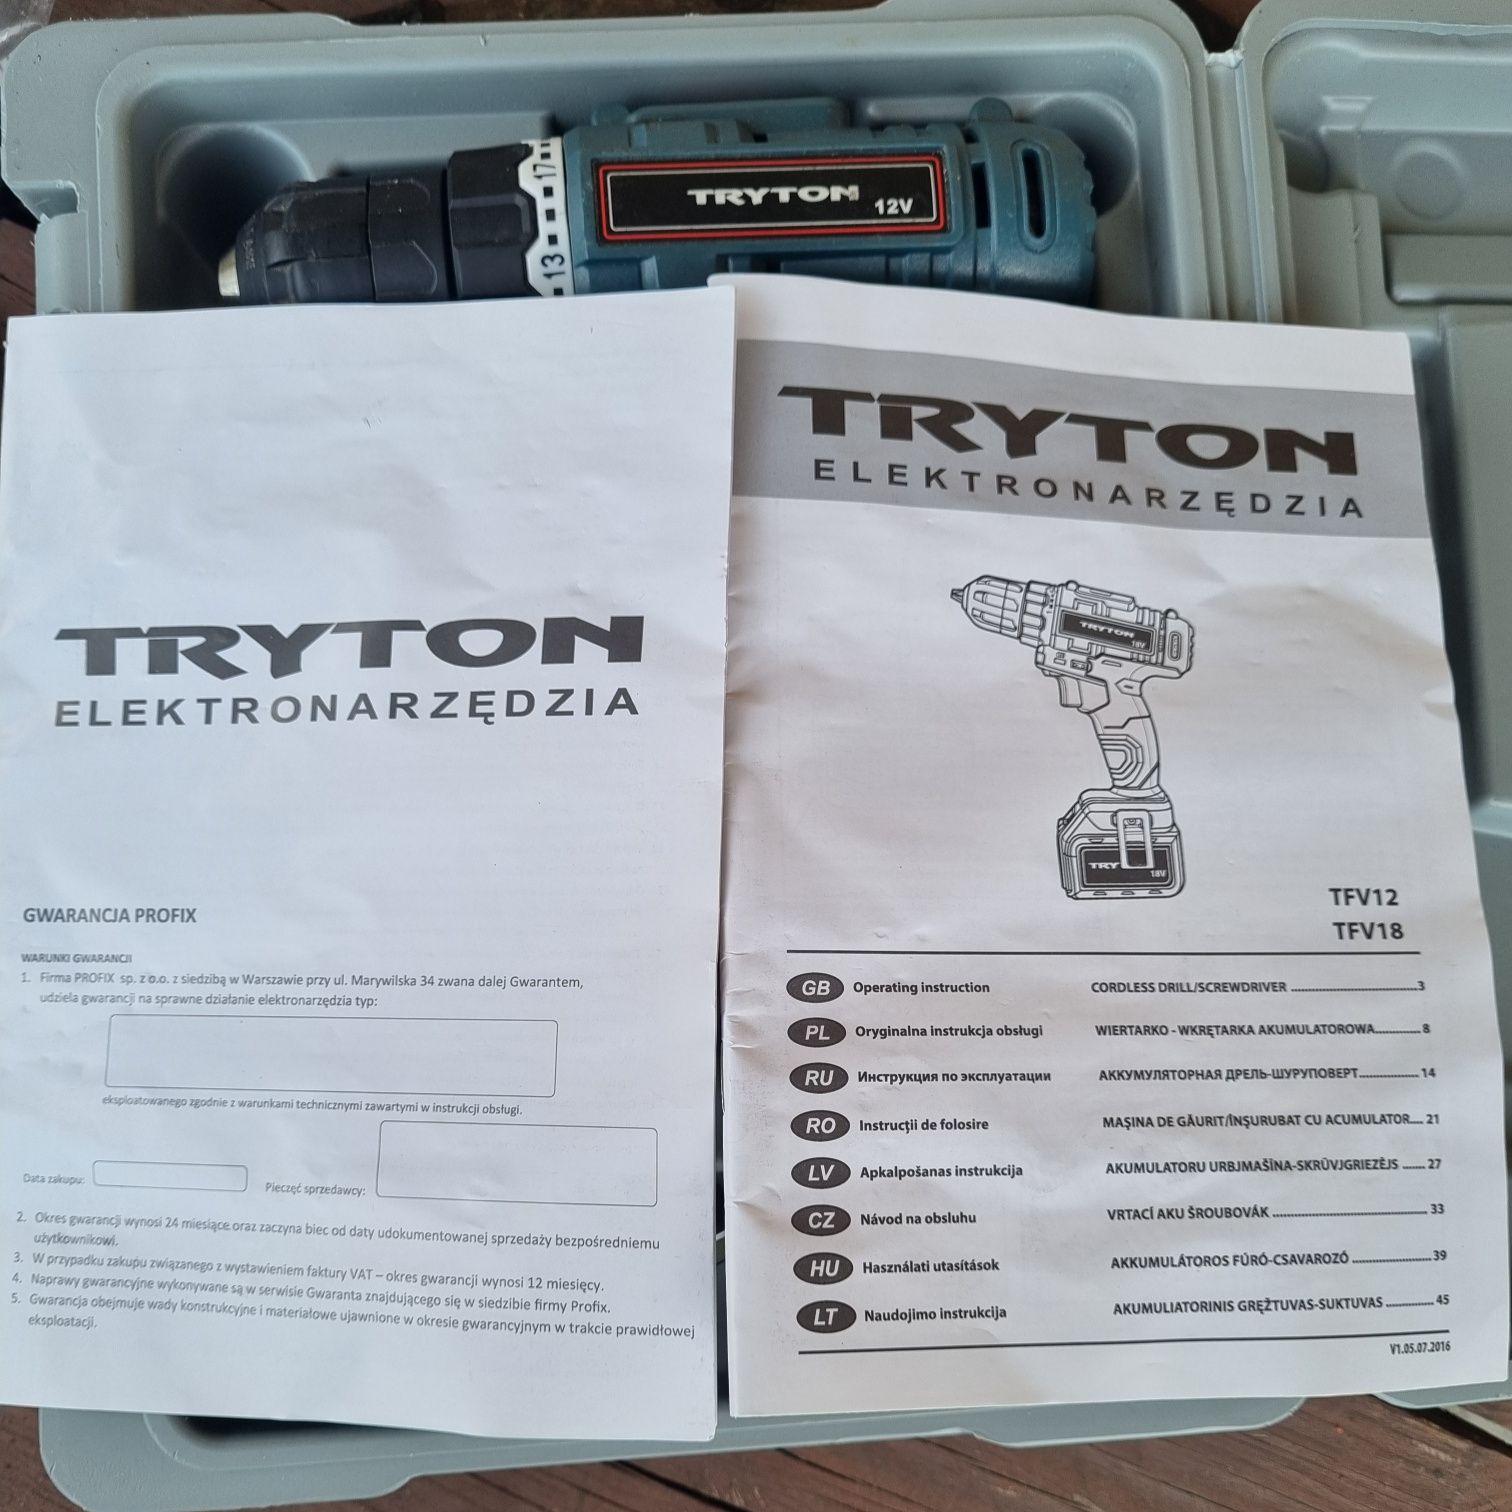 17
13
TRYTON
12V
TRYTON
ELEKTRONARZĘDZIA
GWARANCJA PROFIX
WARUNKI GWARANCJI
1. Firma PROFIX sp. z o.o. z siedzibą w Warszawie przy ul. Marywilska 34 zwana dalej Gwarantem,
udziela gwarancji na sprawne działanie elektronarzędzia typ:
eksploatowanego zgodnie z warunkami technicznymi zawartymi w instrukcji obsługi.
Data zakupu:
Pieczęć sprzedawcy:
2. Okres gwarancji wynosi 24 miesiące oraz zaczyna biec od daty udokumentowanej sprzedaży bezpośredniemu
użytkownikowi.
3. W przypadku zakupu związanego z wystawieniem faktury VAT – okres gwarancji wynosi 12 miesięcy.
4. Naprawy gwarancyjne wykonywane są w serwisie Gwaranta znajdującego się w siedzibie firmy Profix.
5. Gwarancja obejmuje wady konstrukcyjne i materiałowe ujawnione w okresie gwarancyjnym w trakcie prawidłowej
eksploatacji.
TRYTON
ELEKTRONARZĘDZIA
TRYTON
18V
TRY
18V
TFV12
TFV18
GB Operating instruction CORDLESS DRILL/SCREWDRIVER ....................3
PL Oryginalna instrukcja obsługi WIERTARKO - WKRĘTARKA AKUMULATOROWA.............8
RU Инструкция по эксплуатации АККУМУЛЯТОРНАЯ ДРЕЛЬ-ШУРУПОВЕРТ..................14
RO Instrucţii de folosire MAŞINA DE GĂURIT/ÎNŞURUBAT CU ACUMULATOR.... 21
LV Apkalpošanas instrukcija AKUMULATORU URBJMAŠĪNA-SKRŪVJGRIEZĒJS ....... 27
CZ Návod na obsluhu VRTACÍ AKU ŠROUBOVÁK .................... 33
HU Használati utasítások AKKUMULÁTOROS FÚRÓ-CSAVAROZÓ ....................39
LT Naudojimo instrukcija AKUMULIATORINIS GRĘŽTUVAS-SUKTUVAS .............. 45
V1.05.07.2016